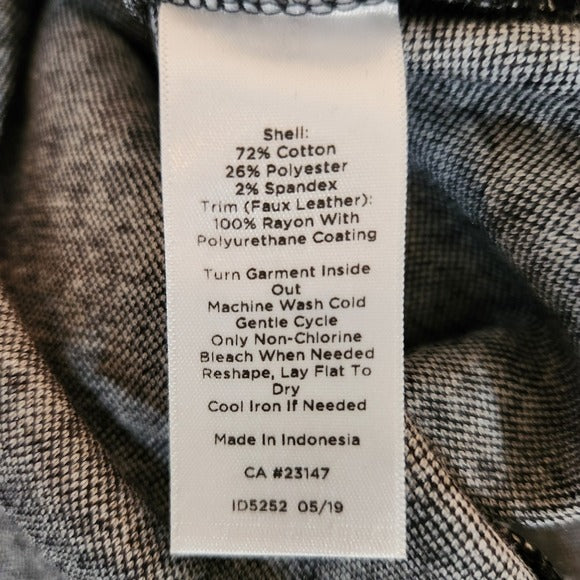 Shell:
72% Cotton
26% Polyester
2% Spandex
Trim (Faux Leather):
100% Rayon With
Polyurethane Coating
Turn Garment Inside
Out
Machine Wash Cold
Gentle Cycle
Only Non-Chlorine
Bleach When Needed
Reshape, Lay Flat To
Dry
Cool Iron If Needed
Made In Indonesia
CA #23147
ID5252 05/19